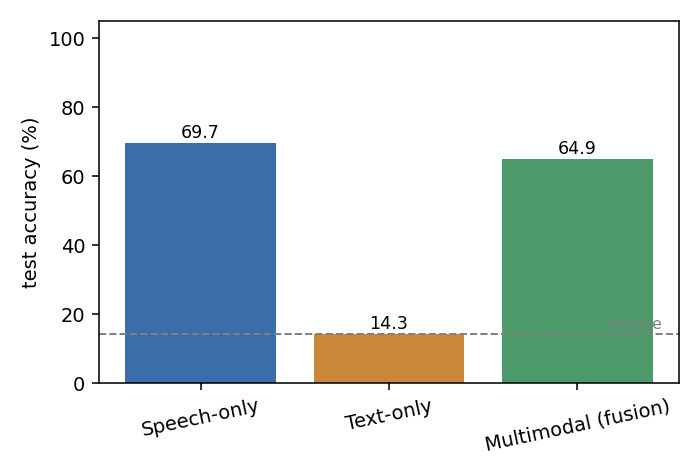 100
80
60
40
20
0
test accuracy (%)
69.7
14.3
64.9
chance
Speech-only
Text-only
Multimodal (fusion)